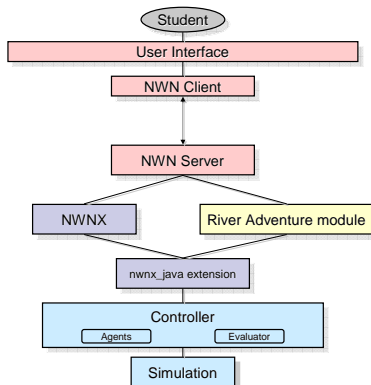 Student
User Interface
NWN Client
NWN Server
NWNX
River Adventure module
nwnx_java extension
Controller
Agents
Evaluator
Simulation